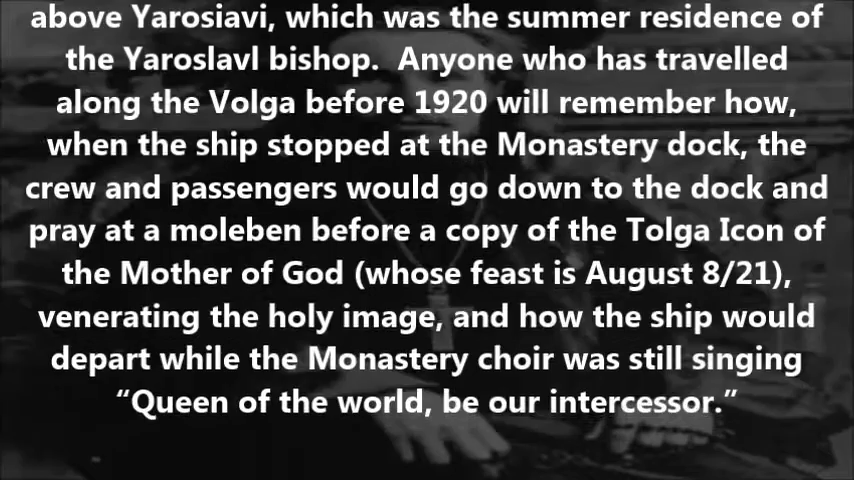 above Yarosiavi, which was the summer residence of
the Yaroslavl bishop.  Anyone who has travelled
along the Volga before 1920 will remember how,
when the ship stopped at the Monastery dock, the
crew and passengers would go down to the dock and
pray at a moleben before a copy of the Tolga Icon of
the Mother of God (whose feast is August 8/21),
venerating the holy image, and how the ship would
depart while the Monastery choir was still singing
“Queen of the world, be our intercessor.”